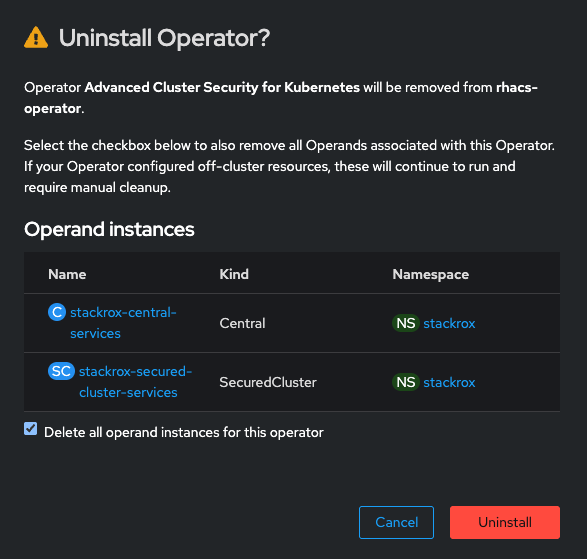 Uninstall Operator?
Operator Advanced Cluster Security for Kubernetes will be removed from rhacs-
operator.
Select the checkbox below to also remove all Operands associated with this Operator.
If your Operator configured off-cluster resources, these will continue to run and
require manual cleanup.
Operand instances
Name Kind Namespace
C stackrox-central-
services Central NS stackrox
SC stackrox-secured-
cluster-services SecuredCluster NS stackrox
Delete all operand instances for this operator
Cancel Uninstall